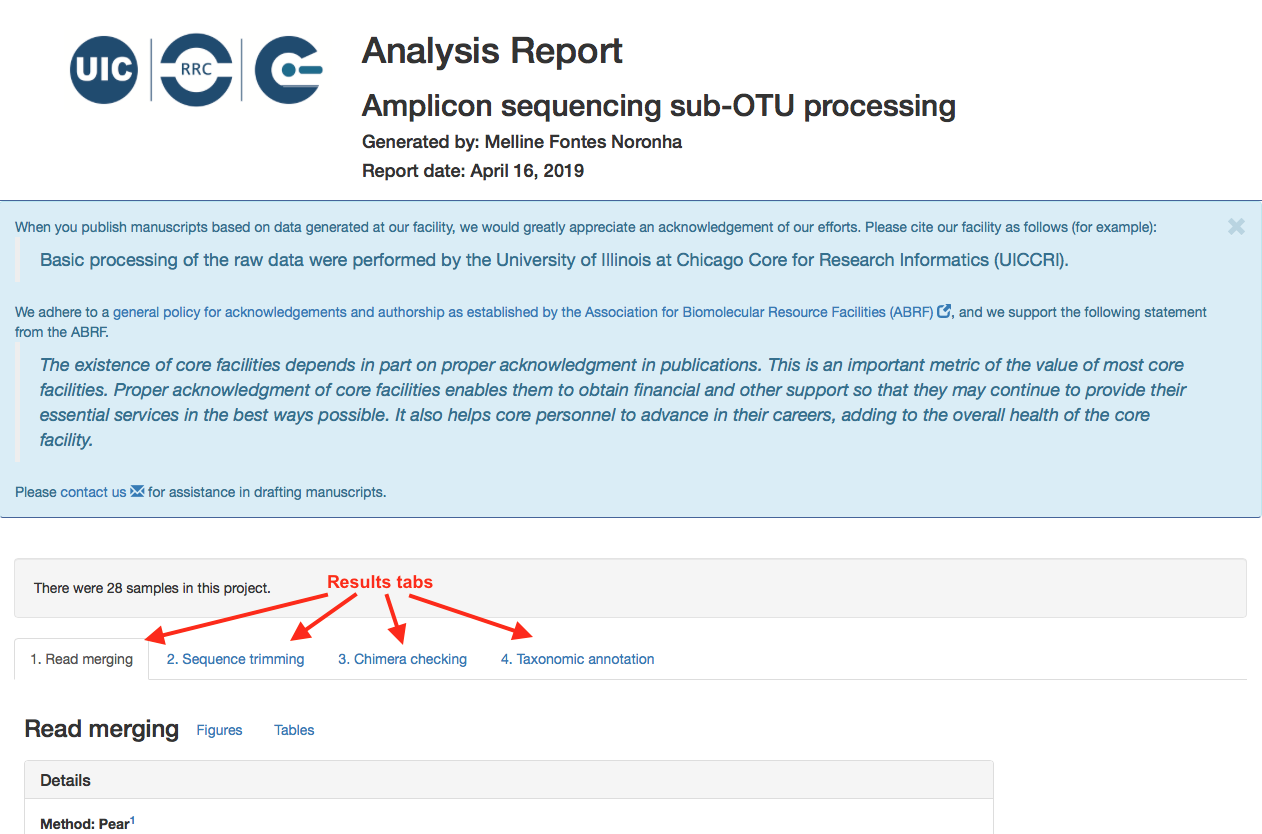 UIC
RRC
Analysis Report
Amplicon sequencing sub-OTU processing
Generated by: Melline Fontes Noronha
Report date: April 16, 2019
When you publish manuscripts based on data generated at our facility, we would greatly appreciate an acknowledgement of our efforts. Please cite our facility as follows (for example):
Basic processing of the raw data were performed by the University of Illinois at Chicago Core for Research Informatics (UICCRI).
We adhere to a general policy for acknowledgements and authorship as established by the Association for Biomolecular Resource Facilities (ABRF), and we support the following statement
from the ABRF.
The existence of core facilities depends in part on proper acknowledgment in publications. This is an important metric of the value of most core
facilities. Proper acknowledgment of core facilities enables them to obtain financial and other support so that they may continue to provide their
essential services in the best ways possible. It also helps core personnel to advance in their careers, adding to the overall health of the core
facility.
Please contact us for assistance in drafting manuscripts.
There were 28 samples in this project.
Results tabs
1. Read merging 2. Sequence trimming 3. Chimera checking 4. Taxonomic annotation
Read merging Figures Tables
Details
Method: Pear1